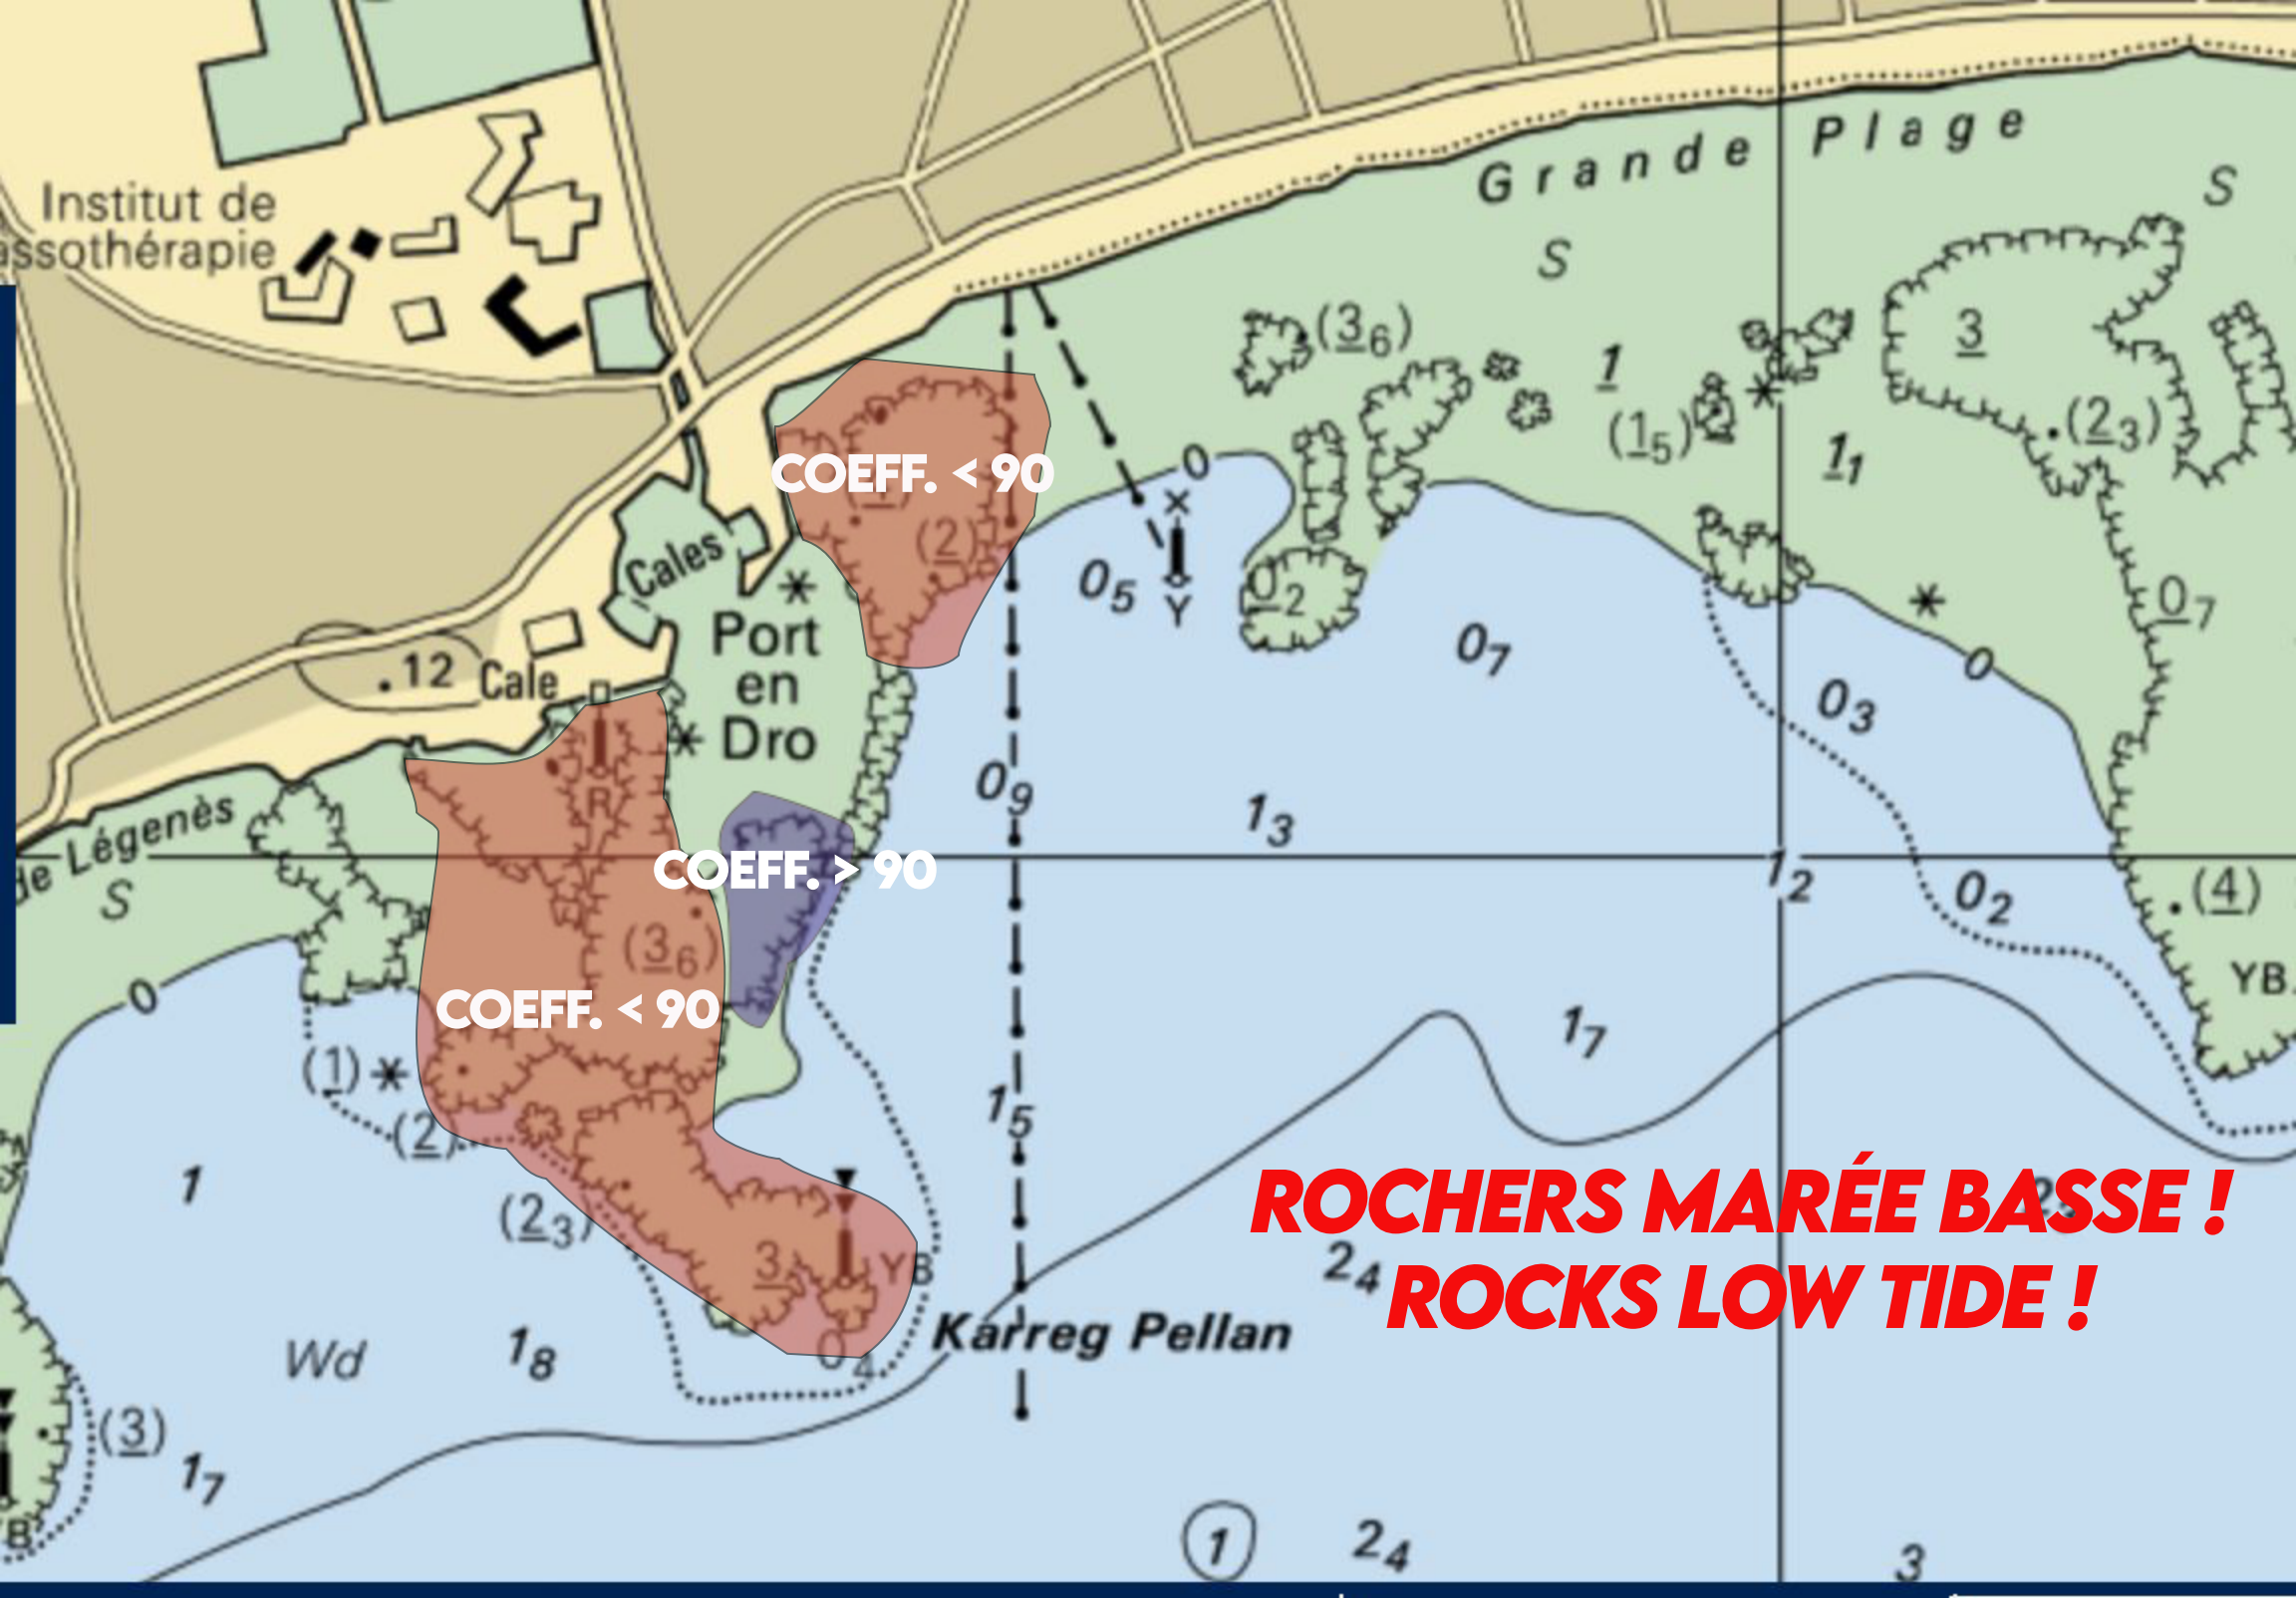 Grande Plage
S
Institut de
assothérapie
S
(3₆)
3
1
(1₅)
(2₃)
1₁
COEFF. < 90
0
(2)
Cales
0₅
Y
0₂
0₇
0₇
Port
en
Dro
.12
Cale
0
0₃
R
0₉
1₃
de Légenès
S
COEFF. > 90
1₂
0₂
(4)
YB
(3₆)
0
COEFF. < 90
1₇
(1)
1₅
(2)
1
ROCHERS MARÉE BASSE !
(2₃)
3
YB
2₄
ROCKS LOW TIDE !
Karreg Pellan
0₄
Wd
1₈
(3)
1₇
B
1
2₄
3